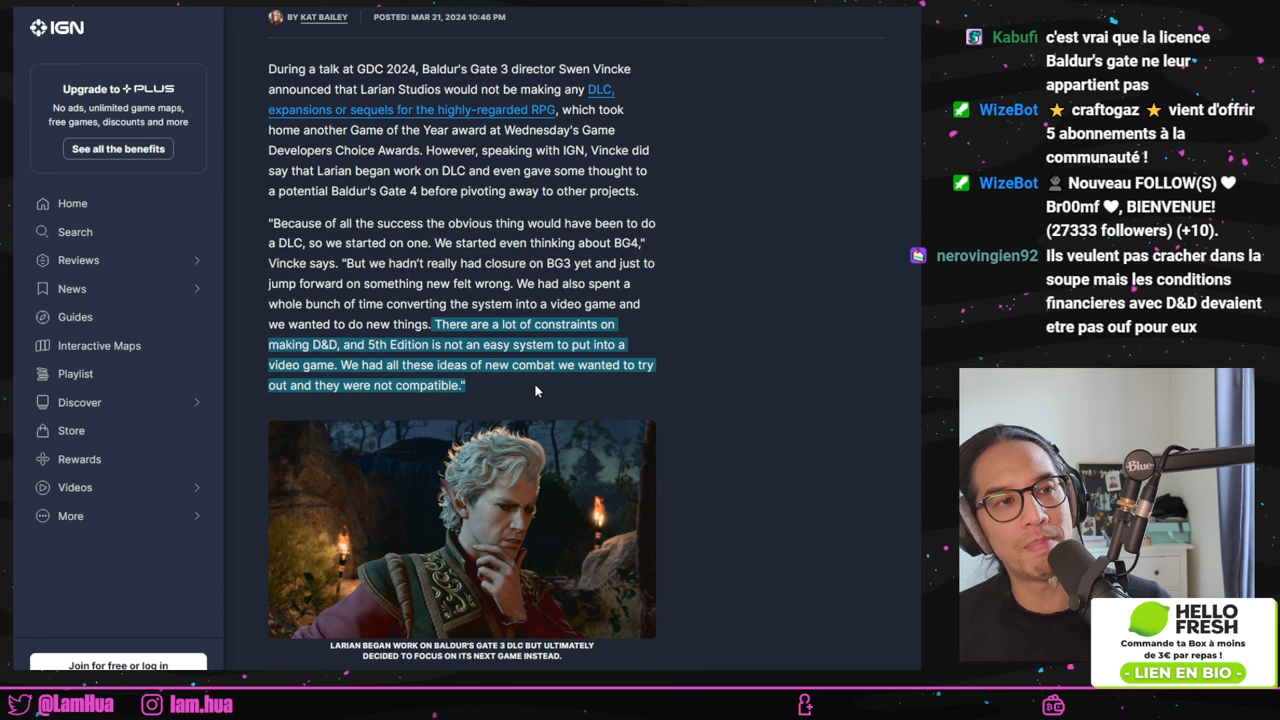 IGN
Upgrade to PLUS
No ads, unlimited game maps,
free games, discounts and more
See all the benefits
Home
Search
Reviews
News
Guides
Interactive Maps
Playlist
Discover
Store
Rewards
Videos
More
Join for free or log in
BY KAT BAILEY
POSTED: MAR 21, 2024 10:46 PM
During a talk at GDC 2024, Baldur's Gate 3 director Swen Vincke
announced that Larian Studios would not be making any DLC,
expansions or sequels for the highly-regarded RPG, which took
home another Game of the Year award at Wednesday's Game
Developers Choice Awards. However, speaking with IGN, Vincke did
say that Larian began work on DLC and even gave some thought to
a potential Baldur's Gate 4 before pivoting away to other projects.
"Because of all the success the obvious thing would have been to do
a DLC, so we started on one. We started even thinking about BG4,"
Vincke says. "But we hadn't really had closure on BG3 yet and just to
jump forward on something new felt wrong. We had also spent a
whole bunch of time converting the system into a video game and
we wanted to do new things. There are a lot of constraints on
making D&D, and 5th Edition is not an easy system to put into a
video game. We had all these ideas of new combat we wanted to try
out and they were not compatible."
LARIAN BEGAN WORK ON BALDUR'S GATE 3 DLC BUT ULTIMATELY
DECIDED TO FOCUS ON ITS NEXT GAME INSTEAD.
Kabufi c'est vrai que la licence
Baldur's gate ne leur
appartient pas
WizeBot ⭐ craftogaz ⭐ vient d'offrir
5 abonnements à la
communauté !
WizeBot Nouveau FOLLOW(S) 🤍
Br00mf 🤍, BIENVENUE!
(27333 followers) (+10).
nerovingien92 Ils veulent pas cracher dans la
soupe mais les conditions
financieres avec D&D devaient
etre pas ouf pour eux
Blue
HELLO
FRESH
Commande ta Box à moins
de 3€ par repas !
- LIEN EN BIO -
@IamHua
Iam.hua